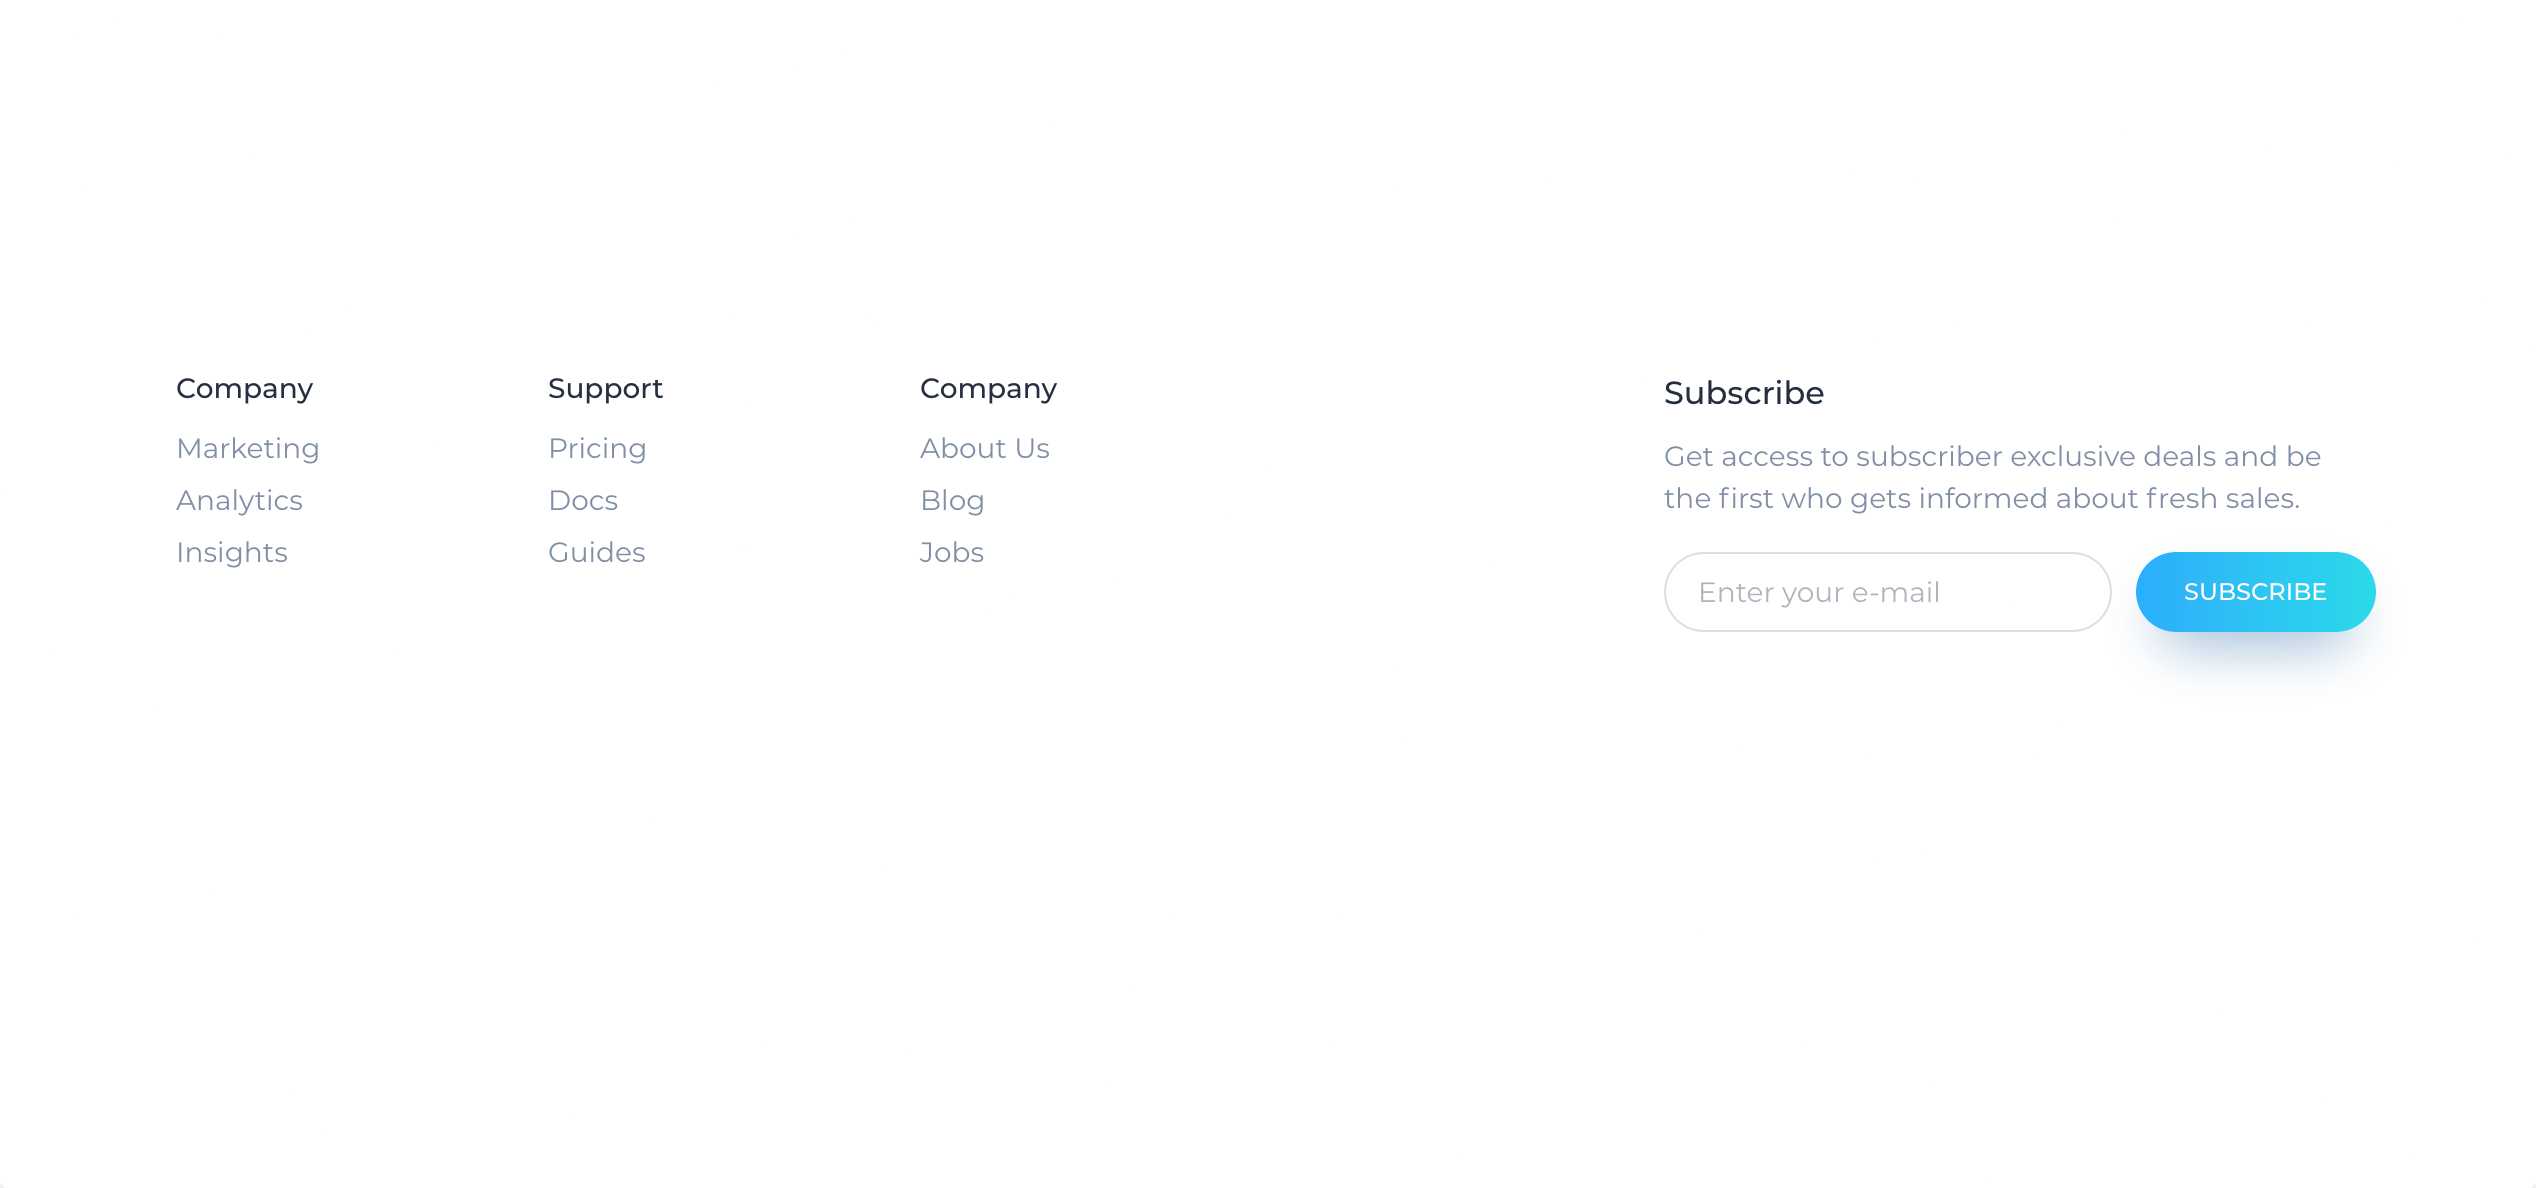 Company
Marketing
Analytics
Insights
Support
Pricing
Docs
Guides
Company
About Us
Blog
Jobs
Subscribe
Get access to subscriber exclusive deals and be
the first who gets informed about fresh sales.
Enter your e-mail
SUBSCRIBE